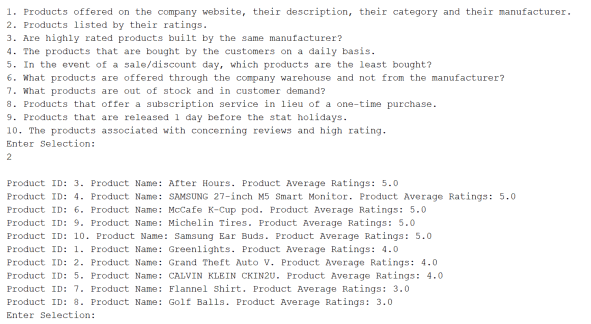 1. Products offered on the company website, their description, their category and their manufacturer.
2. Products listed by their ratings.
3. Are highly rated products built by the same manufacturer?
4. The products that are bought by the customers on a daily basis.
5. In the event of a sale/discount day, which products are the least bought?
6. What products are offered through the company warehouse and not from the manufacturer?
7. What products are out of stock and in customer demand?
8. Products that offer a subscription service in lieu of a one-time purchase.
9. Products that are released 1 day before the stat holidays.
10. The products associated with concerning reviews and high rating.
Enter Selection:
2
Product ID: 3. Product Name: After Hours. Product Average Ratings: 5.0
Product ID: 4. Product Name: SAMSUNG 27-inch M5 Smart Monitor. Product Average Ratings: 5.0
Product ID: 6. Product Name: McCafe K-Cup pod. Product Average Ratings: 5.0
Product ID: 9. Product Name: Michelin Tires. Product Average Ratings: 5.0
Product ID: 10. Product Name: Samsung Ear Buds. Product Average Ratings: 5.0
Product ID: 1. Product Name: Greenlights. Product Average Ratings: 4.0
Product ID: 2. Product Name: Grand Theft Auto V. Product Average Ratings: 4.0
Product ID: 5. Product Name: CALVIN KLEIN CKIN2U. Product Average Ratings: 4.0
Product ID: 7. Product Name: Flannel Shirt. Product Average Ratings: 3.0
Product ID: 8. Product Name: Golf Balls. Product Average Ratings: 3.0
Enter Selection: